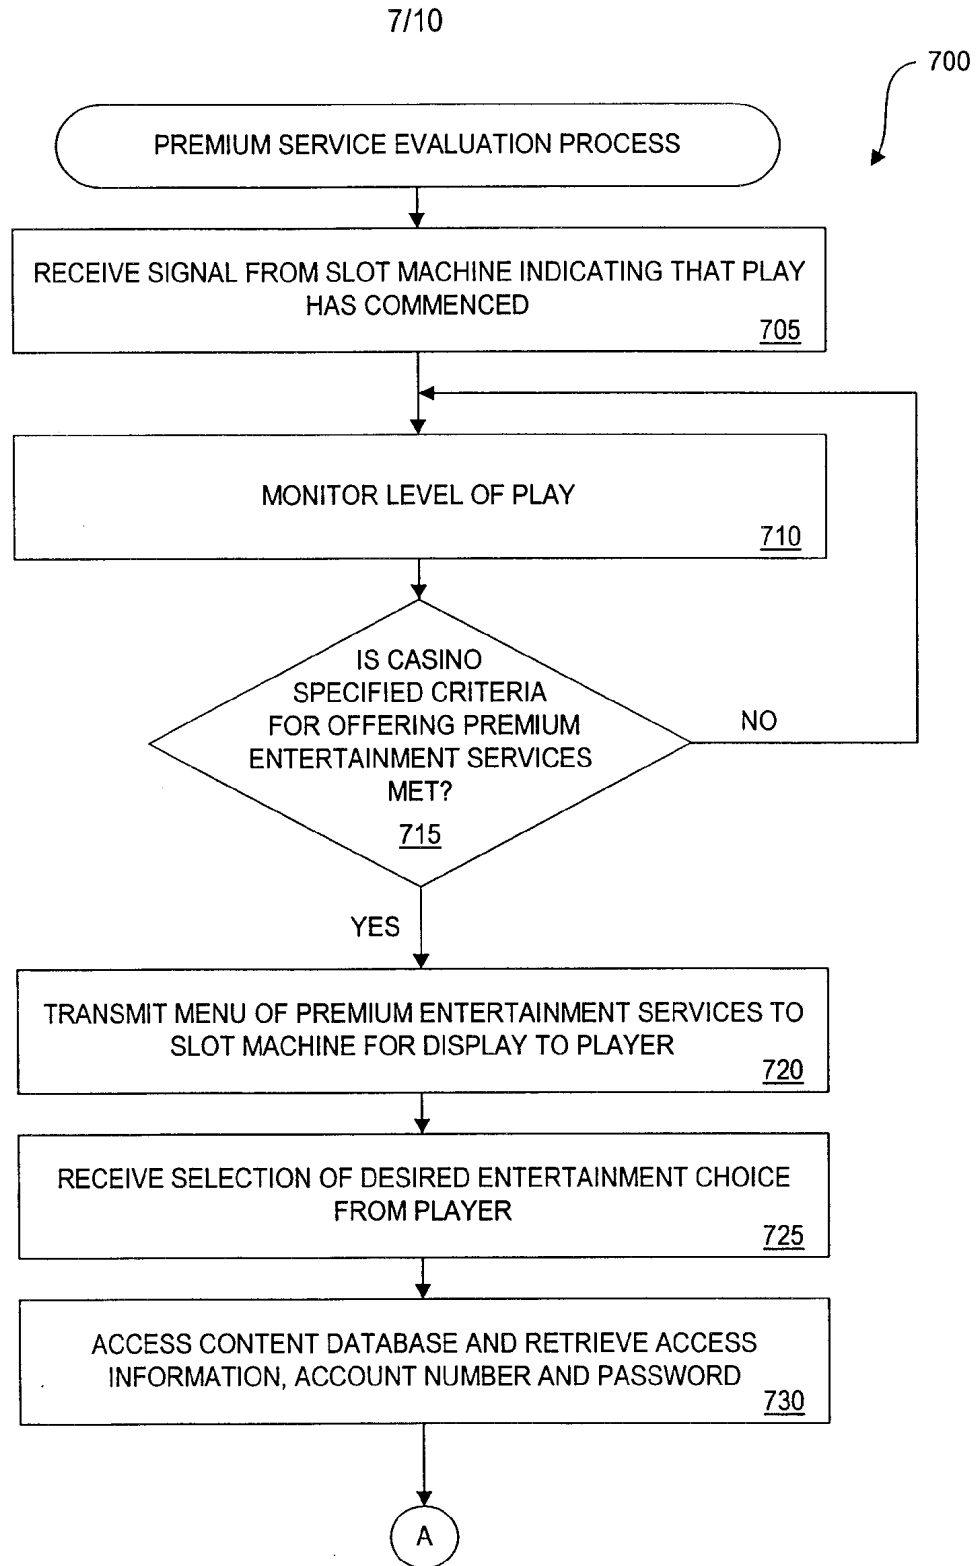 7/10
700
PREMIUM SERVICE EVALUATION PROCESS
RECEIVE SIGNAL FROM SLOT MACHINE INDICATING THAT PLAY
HAS COMMENCED
705
MONITOR LEVEL OF PLAY
710
IS CASINO
SPECIFIED CRITERIA
FOR OFFERING PREMIUM
ENTERTAINMENT SERVICES
MET?
715
NO
YES
TRANSMIT MENU OF PREMIUM ENTERTAINMENT SERVICES TO
SLOT MACHINE FOR DISPLAY TO PLAYER
720
RECEIVE SELECTION OF DESIRED ENTERTAINMENT CHOICE
FROM PLAYER
725
ACCESS CONTENT DATABASE AND RETRIEVE ACCESS
INFORMATION, ACCOUNT NUMBER AND PASSWORD
730
A